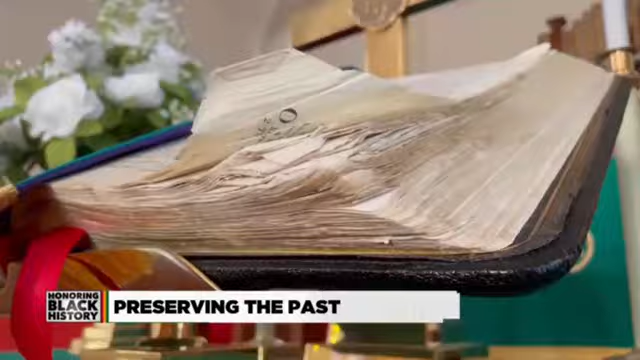 HONORING
BLACK
HISTORY
PRESERVING THE PAST